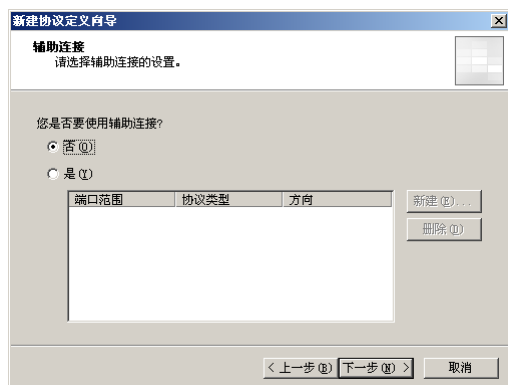 新建协议定义向导
辅助连接
请选择辅助连接的设置。
您是否要使用辅助连接?
否(O)
是(Y)
端口范围 协议类型 方向
新建(E)...
删除(D)
< 上一步(B) 下一步(N) > 取消